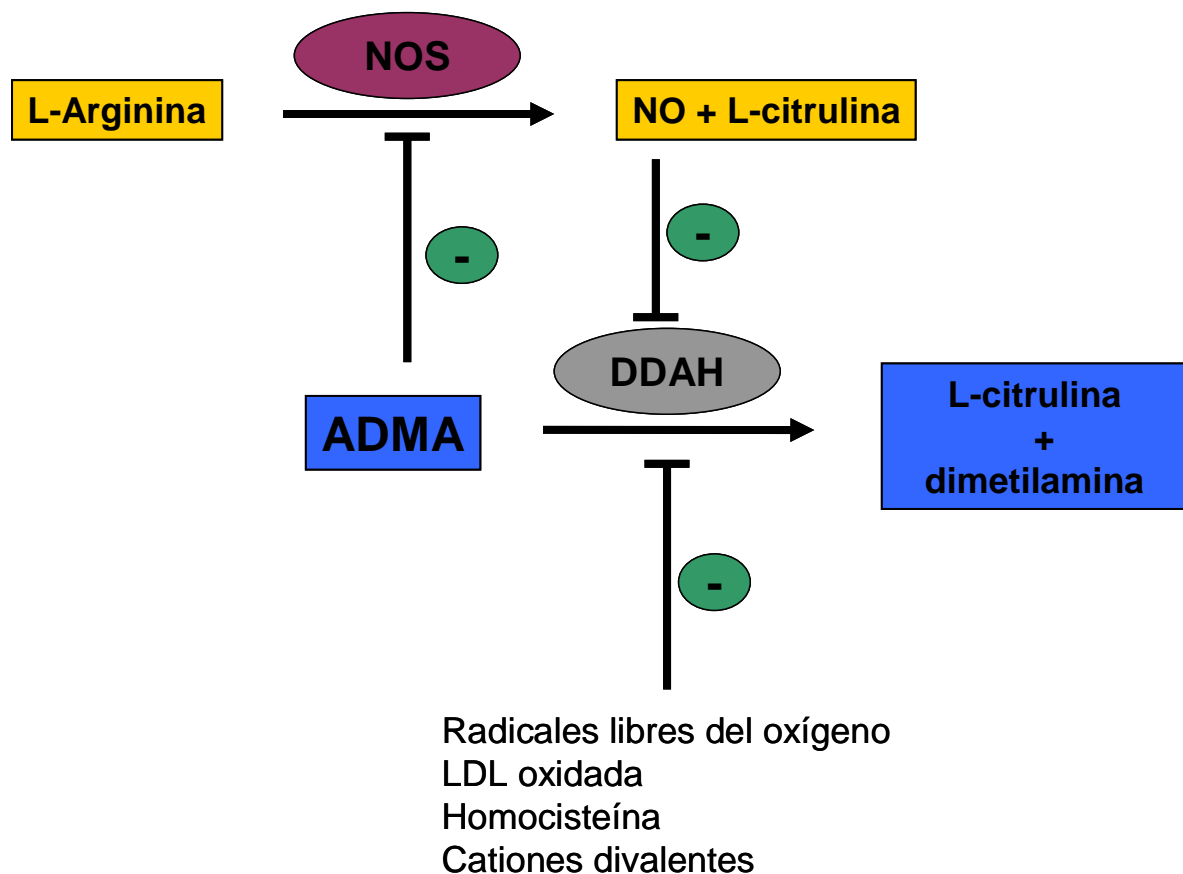 NOS
L-Arginina
NO + L-citrulina
-
-
DDAH
ADMA
L-citrulina
+
dimetilamina
-
Radicales libres del oxígeno
LDL oxidada
Homocisteína
Cationes divalentes